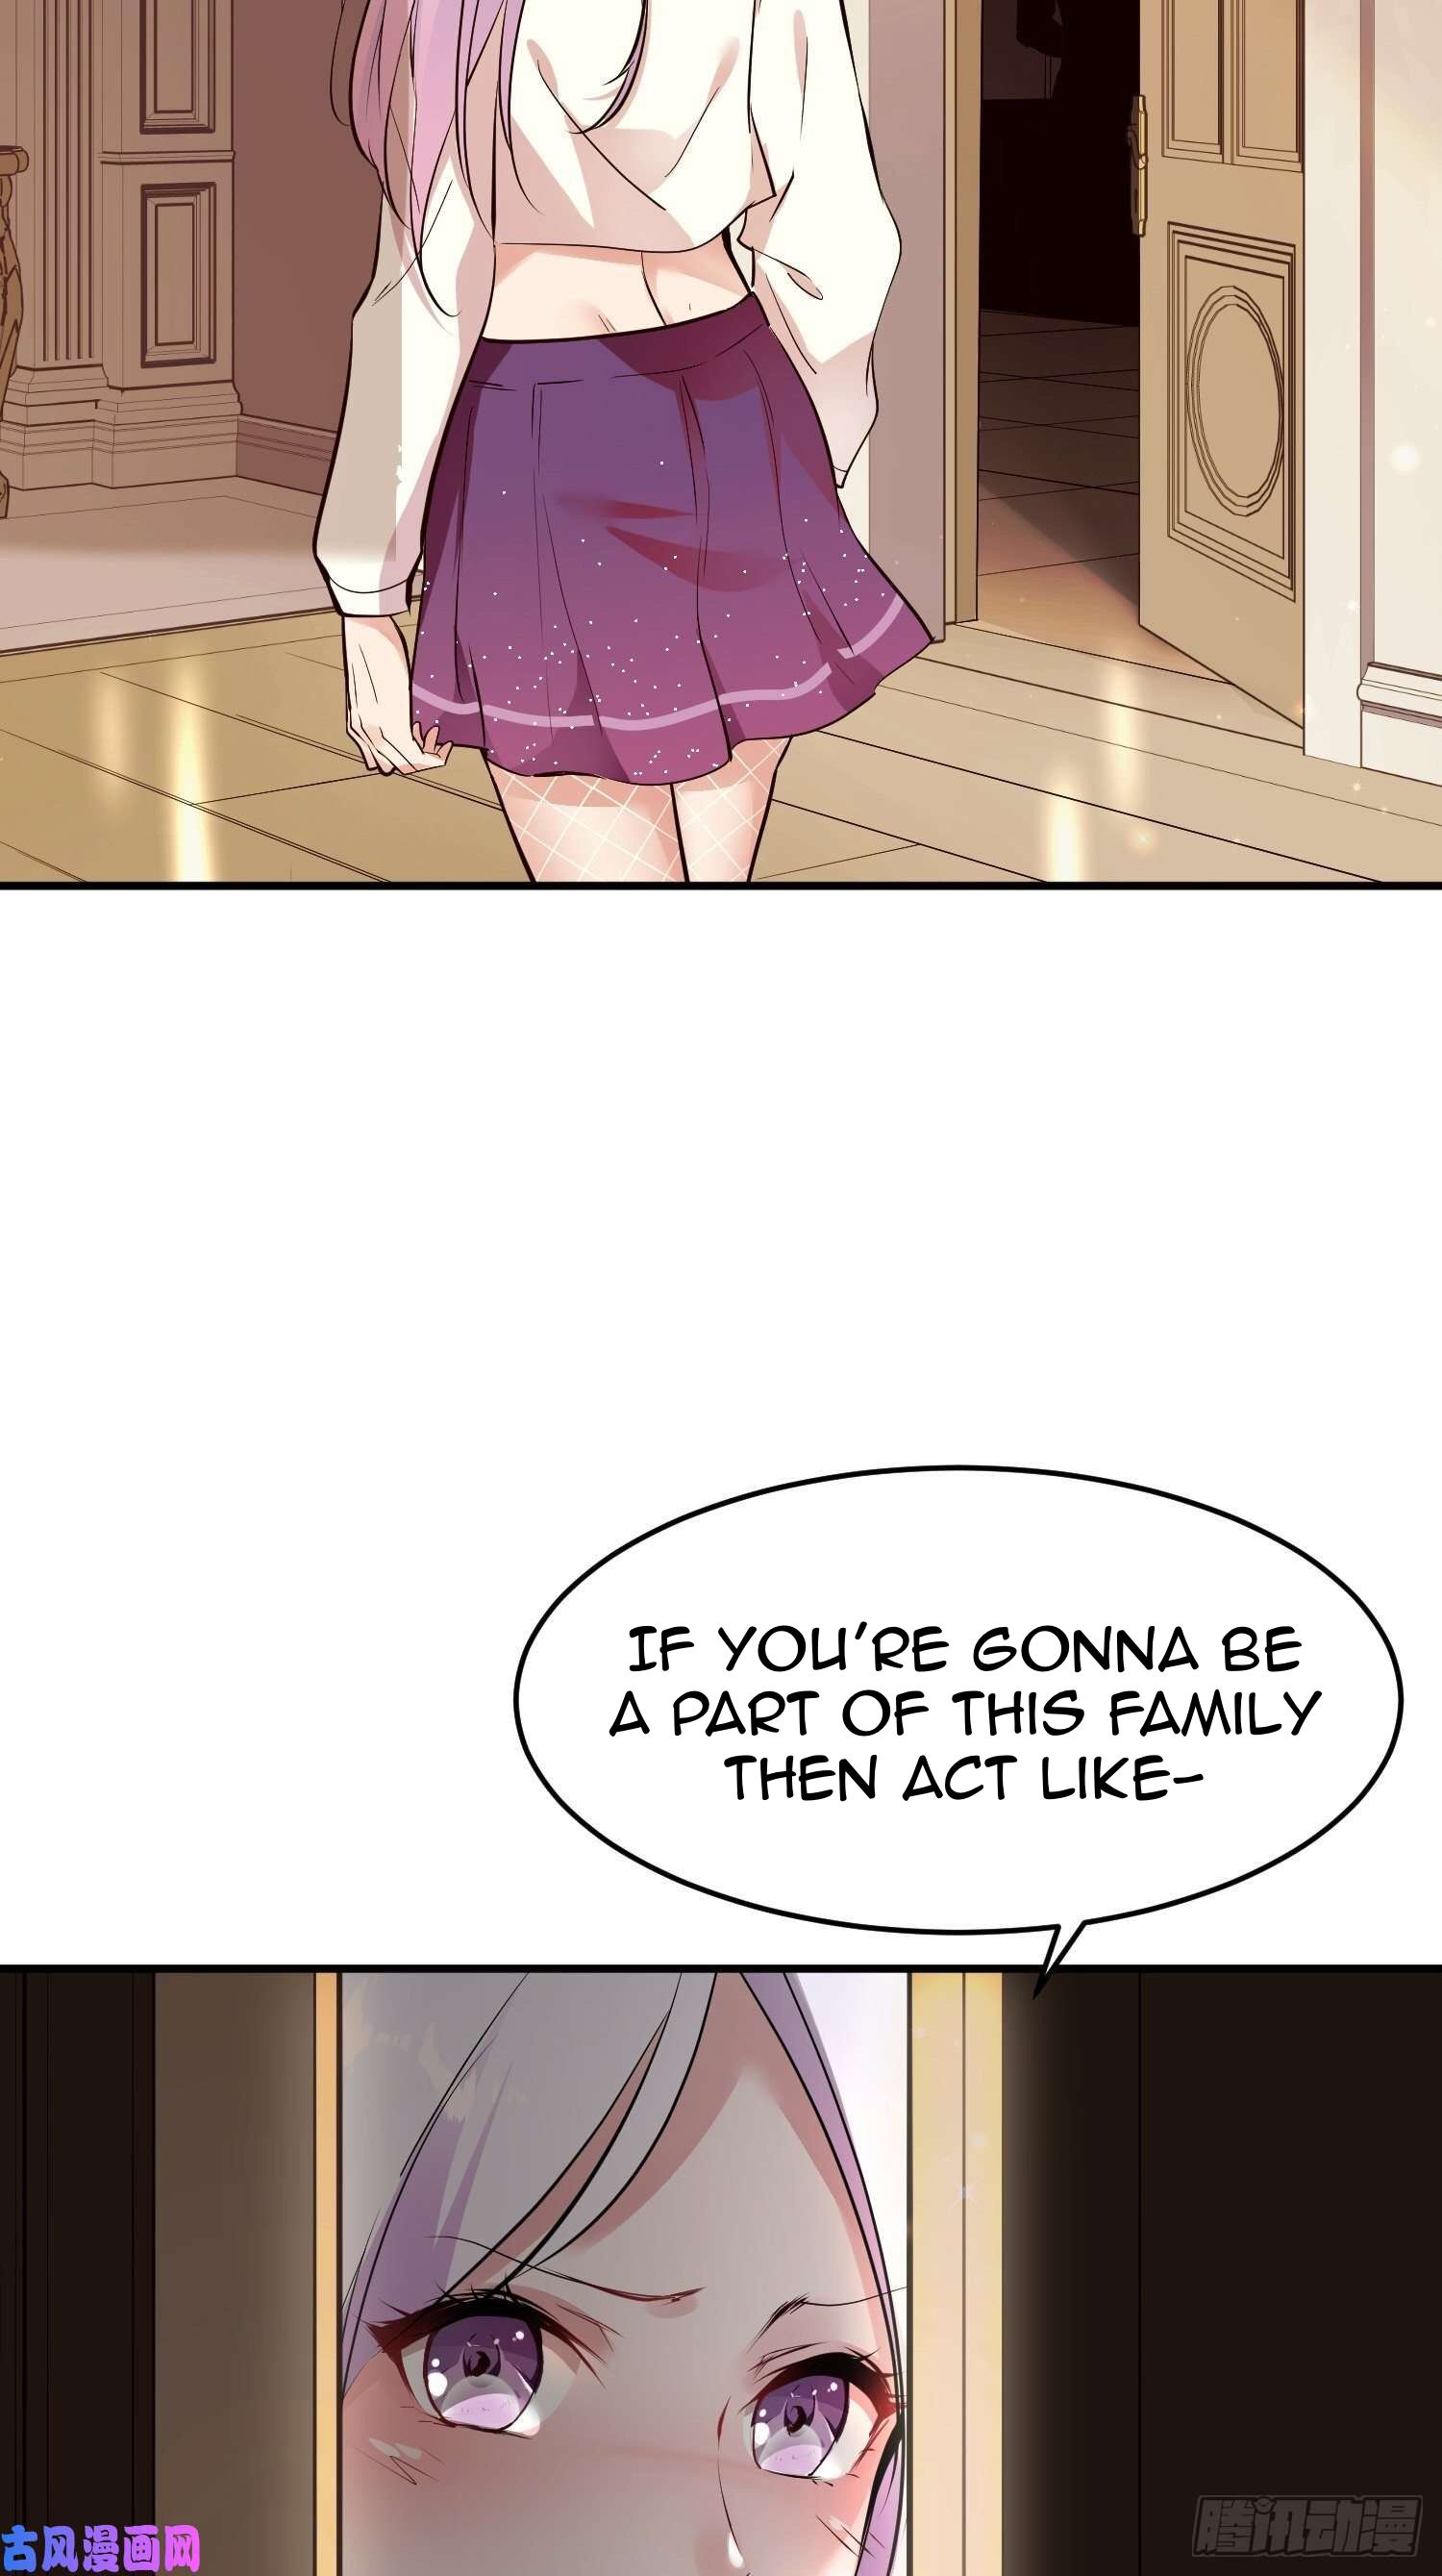 IF YOU'RE GONNA BE
A PART OF THIS FAMILY
THEN ACT LIKE-
古风漫画网
腾讯动漫